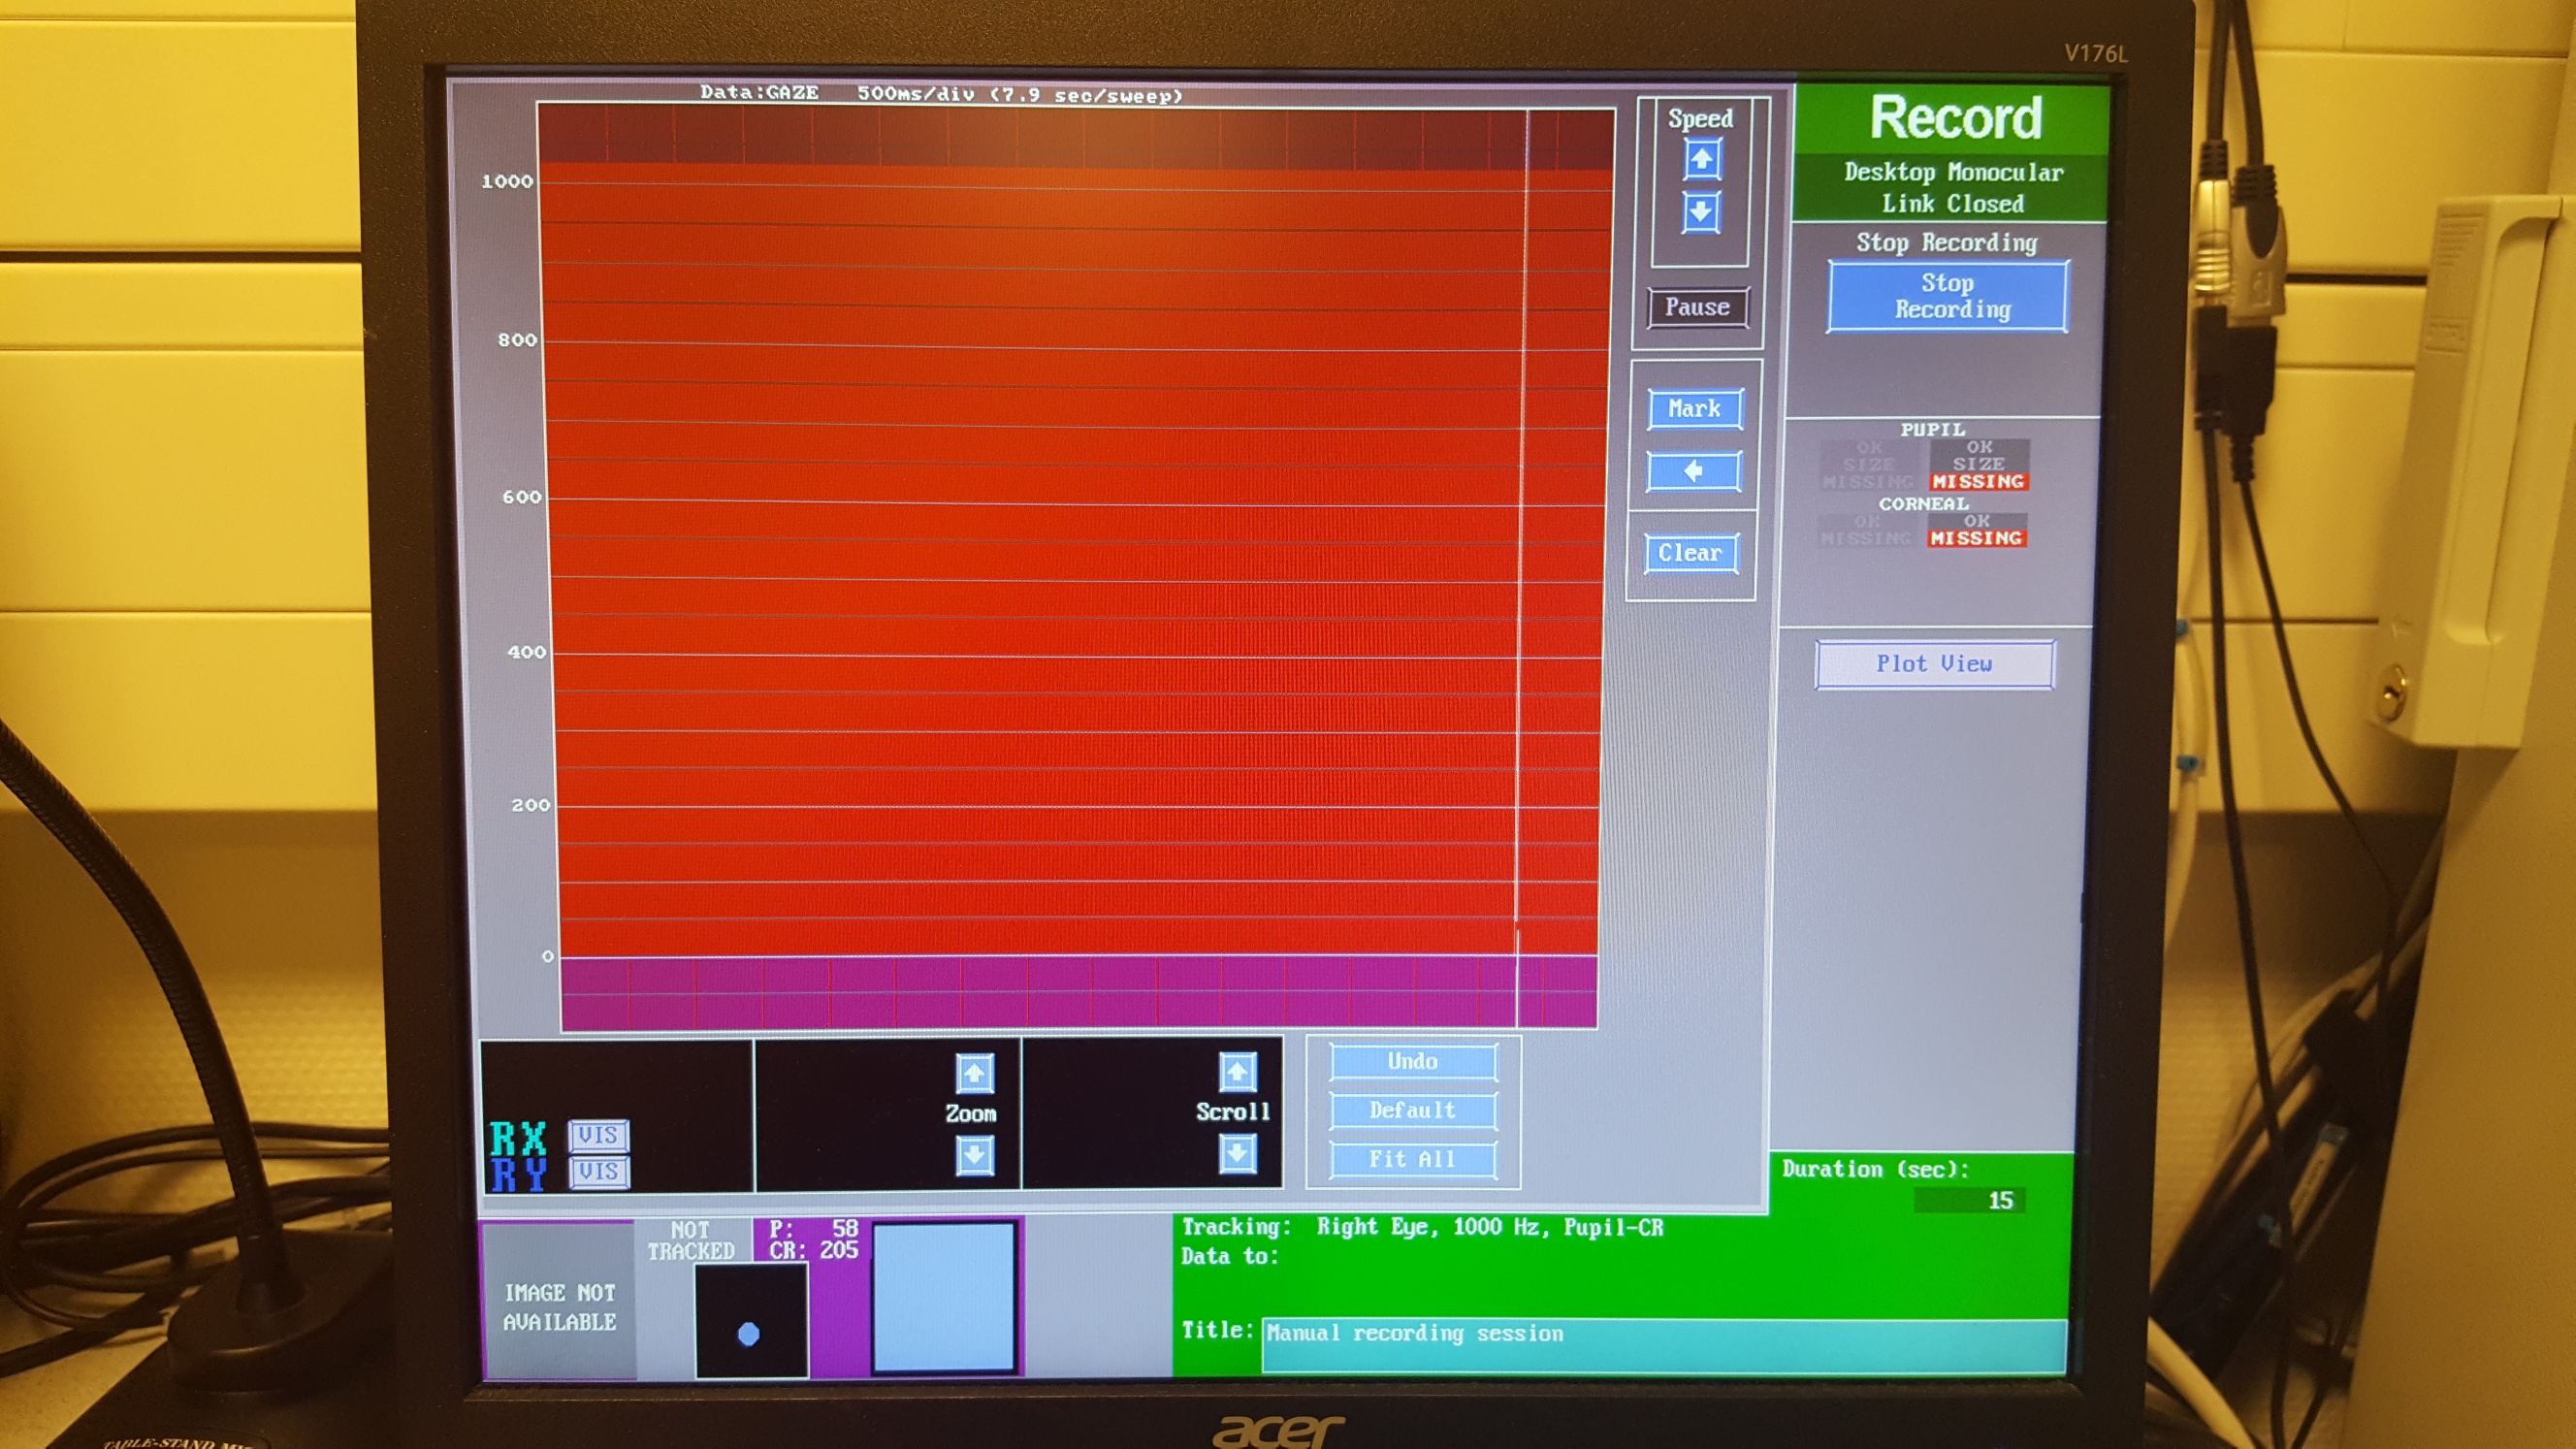 V176L
Data:GAZE 500ms/div (7.9 sec/sweep)
1000
800
600
400
200
0
Speed
Pause
Mark
Clear
Record
Desktop Monocular
Link Closed
Stop Recording
Stop
Recording
PUPIL
OK OK
SIZE SIZE
MISSING MISSING
CORNEAL
OK OK
MISSING MISSING
Plot View
RX VIS
RY VIS
Zoom
Scroll
Undo
Default
Fit All
Duration (sec):
15
IMAGE NOT
AVAILABLE
NOT
TRACKED
P: 58
CR: 205
Tracking: Right Eye, 1000 Hz, Pupil-CR
Data to:
Title: Manual recording session
acer
TABLE-STAND